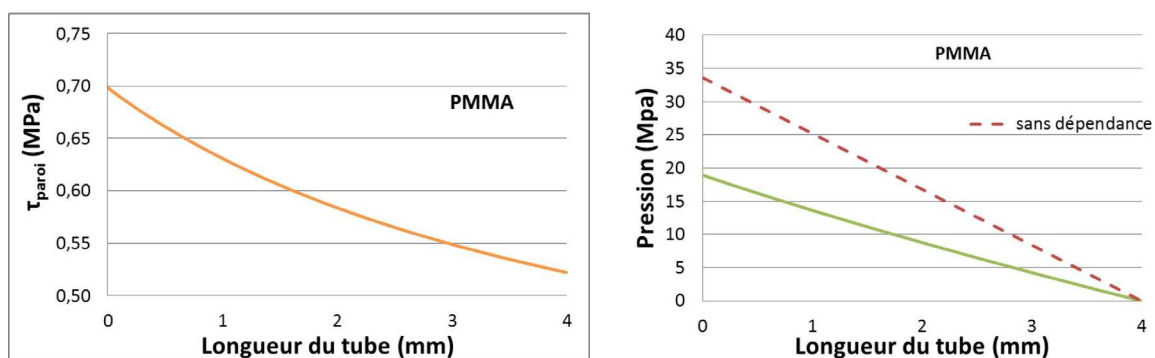 0,75
0,70
0,65
0,60
0,55
0,50
τparoi (MPa)
PMMA
0 1 2 3 4
Longueur du tube (mm)
40
35
30
25
20
15
10
5
0
Pression (Mpa)
PMMA
sans dépendance
0 1 2 3 4
Longueur du tube (mm)